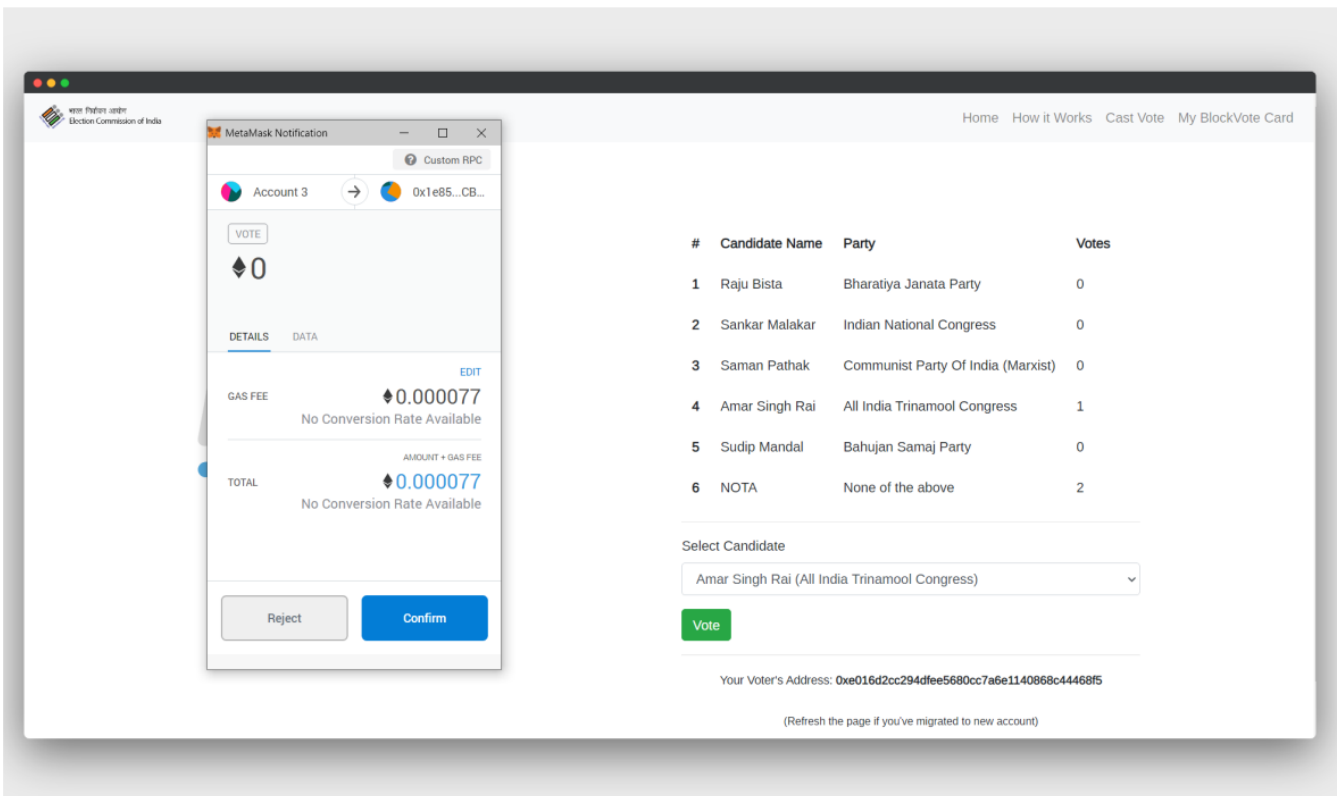 भारत निर्वाचन आयोग
Election Commission of India
Home How it Works Cast Vote My BlockVote Card
MetaMask Notification
Custom RPC
Account 3 0x1e85...CB...
VOTE
0
DETAILS DATA
EDIT
GAS FEE 0.000077
No Conversion Rate Available
AMOUNT + GAS FEE
TOTAL 0.000077
No Conversion Rate Available
Reject Confirm
# Candidate Name Party Votes
1 Raju Bista Bharatiya Janata Party 0
2 Sankar Malakar Indian National Congress 0
3 Saman Pathak Communist Party Of India (Marxist) 0
4 Amar Singh Rai All India Trinamool Congress 1
5 Sudip Mandal Bahujan Samaj Party 0
6 NOTA None of the above 2
Select Candidate
Amar Singh Rai (All India Trinamool Congress)
Vote
Your Voter's Address: 0xe016d2cc294dfee5680cc7a6e1140868c44468f5
(Refresh the page if you've migrated to new account)